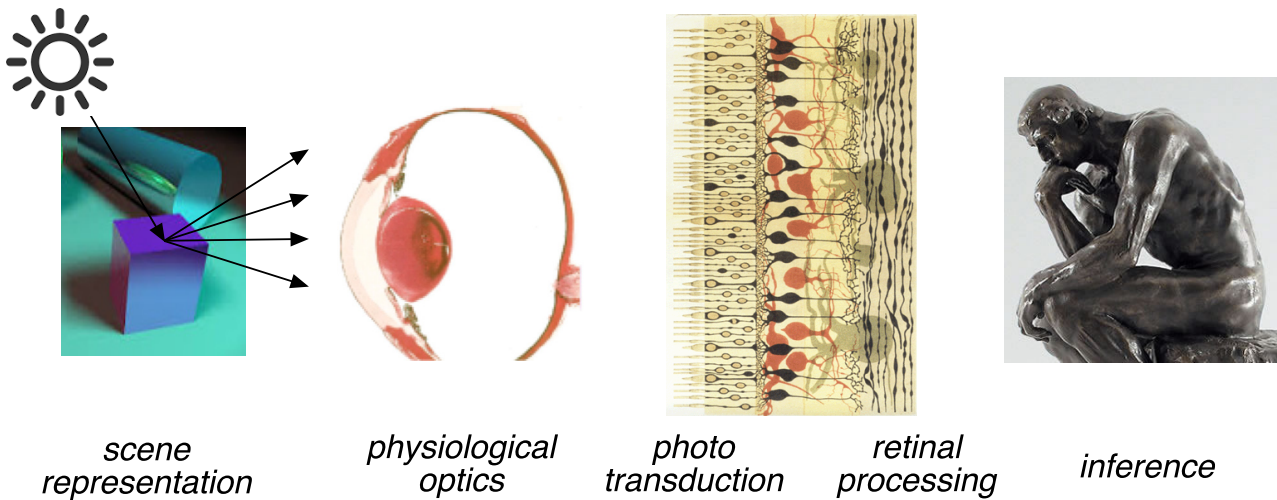 scene
representation
physiological
optics
photo
transduction
retinal
processing
inference